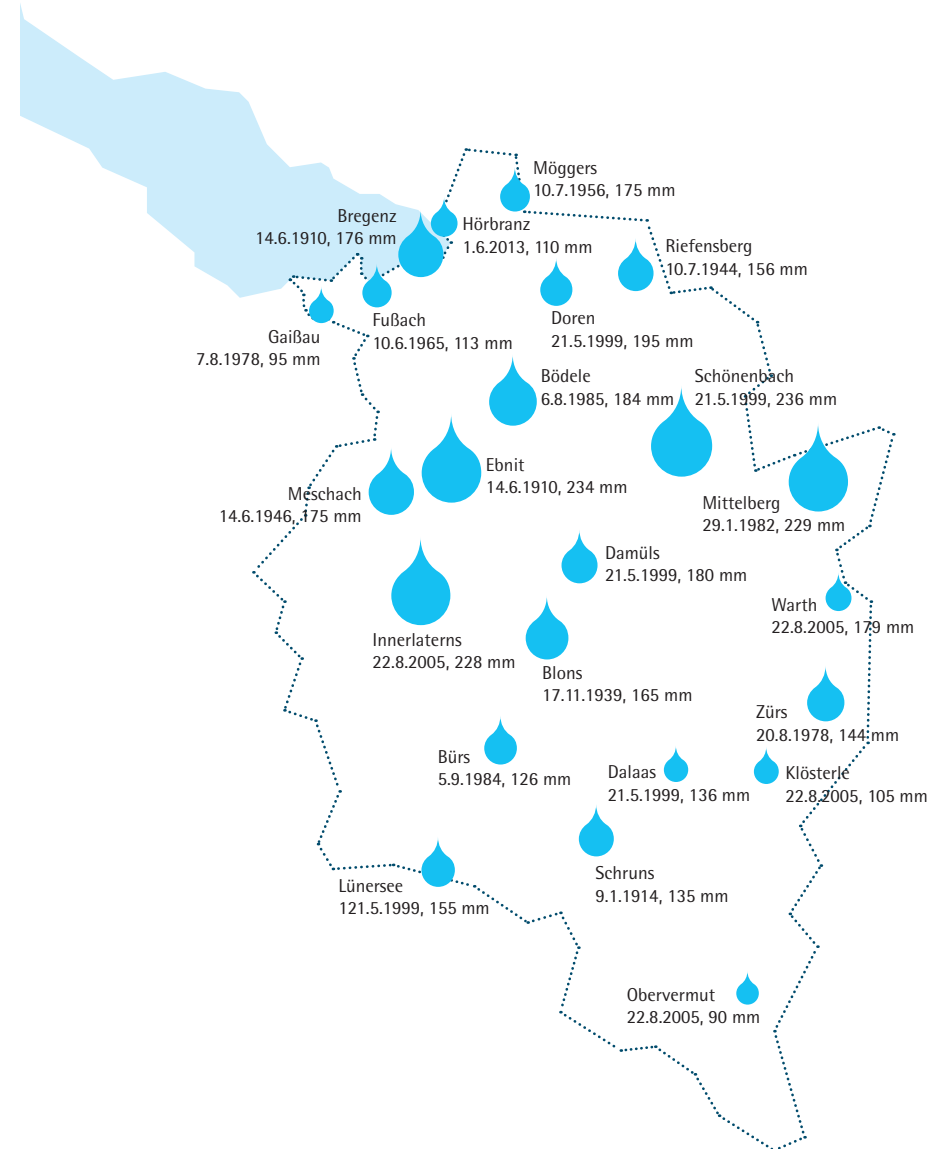 Möggers
10.7.1956, 175 mm
Bregenz
14.6.1910, 176 mm
Hörbranz
1.6.2013, 110 mm
Riefensberg
10.7.1944, 156 mm
Doren
21.5.1999, 195 mm
Fußach
10.6.1965, 113 mm
Gaißau
7.8.1978, 95 mm
Bödele
6.8.1985, 184 mm
Schönenbach
21.5.1999, 236 mm
Ebnit
14.6.1910, 234 mm
Meschach
14.6.1946, 175 mm
Mittelberg
29.1.1982, 229 mm
Damüls
21.5.1999, 180 mm
Warth
22.8.2005, 179 mm
Innerlaterns
22.8.2005, 228 mm
Blons
17.11.1939, 165 mm
Zürs
20.8.1978, 144 mm
Bürs
5.9.1984, 126 mm
Dalaas
21.5.1999, 136 mm
Klösterle
22.8.2005, 105 mm
Schruns
9.1.1914, 135 mm
Lünersee
121.5.1999, 155 mm
Obervermut
22.8.2005, 90 mm